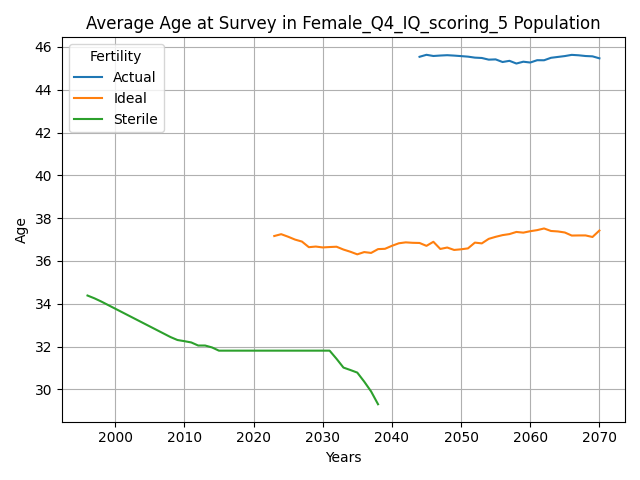 Average Age at Survey in Female_Q4_IQ_scoring_5 Population
Fertility
Actual
Ideal
Sterile
46
44
42
40
38
36
34
32
30
Age
2000 2010 2020 2030 2040 2050 2060 2070
Years